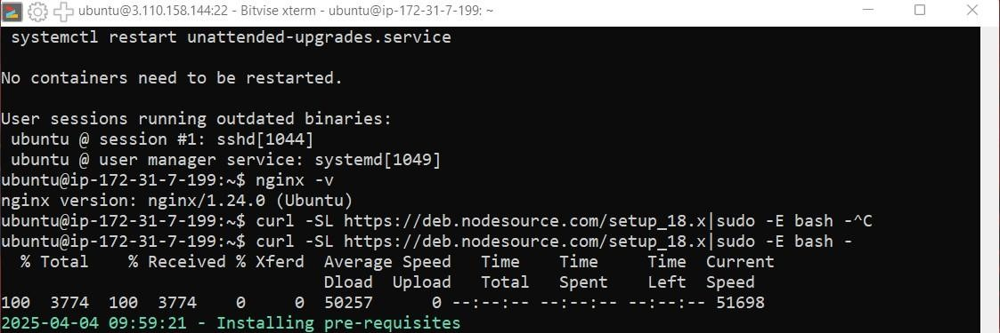 ubuntu@3.110.158.144:22 - Bitvise xterm - ubuntu@ip-172-31-7-199: ~
systemctl restart unattended-upgrades.service
No containers need to be restarted.
User sessions running outdated binaries:
ubuntu @ session #1: sshd[1044]
ubuntu @ user manager service: systemd[1049]
ubuntu@ip-172-31-7-199:~$ nginx -v
nginx version: nginx/1.24.0 (Ubuntu)
ubuntu@ip-172-31-7-199:~$ curl -SL https://deb.nodesource.com/setup_18.x|sudo -E bash -^C
ubuntu@ip-172-31-7-199:~$ curl -SL https://deb.nodesource.com/setup_18.x|sudo -E bash -
% Total    % Received % Xferd  Average Speed   Time    Time     Time  Current
Dload  Upload   Total   Spent    Left  Speed
100  3774  100  3774    0     0  50257      0 --:--:-- --:--:-- --:--:-- 51698
2025-04-04 09:59:21 - Installing pre-requisites